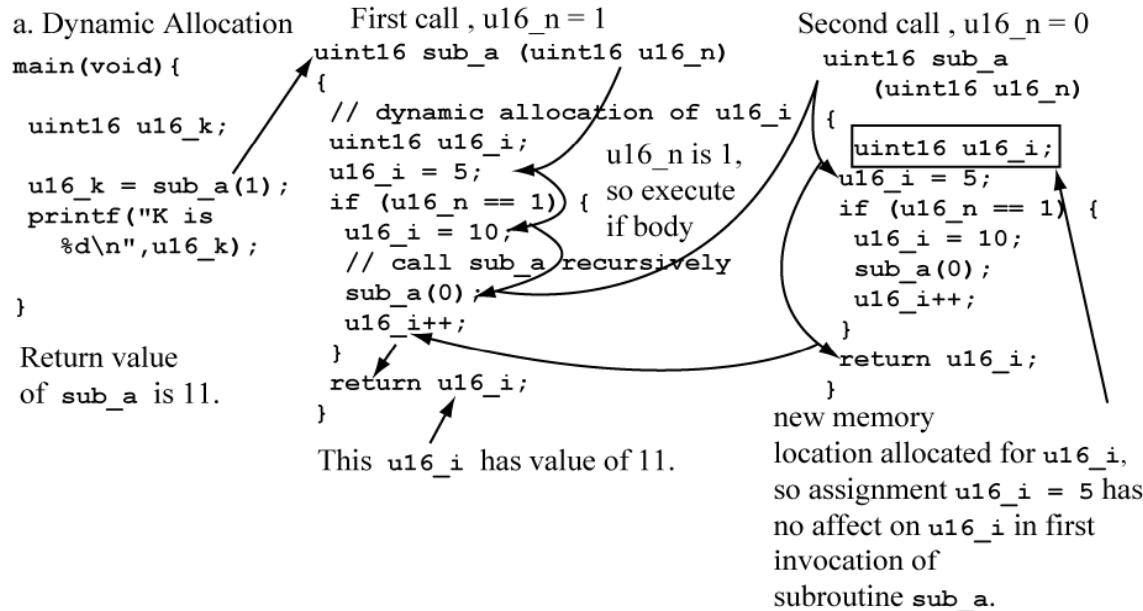 a. Dynamic Allocation
main(void){
uint16 u16_k;
u16_k = sub_a(1);
printf("K is
%d\n",u16_k);
}
Return value
of sub_a is 11.
First call , u16_n = 1
uint16 sub_a (uint16 u16_n)
{
// dynamic allocation of u16_i
uint16 u16_i;
u16_i = 5;
if (u16_n == 1) {
u16_i = 10;
// call sub_a recursively
sub_a(0);
u16_i++;
}
return u16_i;
}
u16_n is 1,
so execute
if body
This u16_i has value of 11.
Second call , u16_n = 0
uint16 sub_a
(uint16 u16_n)
{
uint16 u16_i;
u16_i = 5;
if (u16_n == 1) {
u16_i = 10;
sub_a(0);
u16_i++;
}
return u16_i;
}
new memory
location allocated for u16_i,
so assignment u16_i = 5 has
no affect on u16_i in first
invocation of
subroutine sub_a.